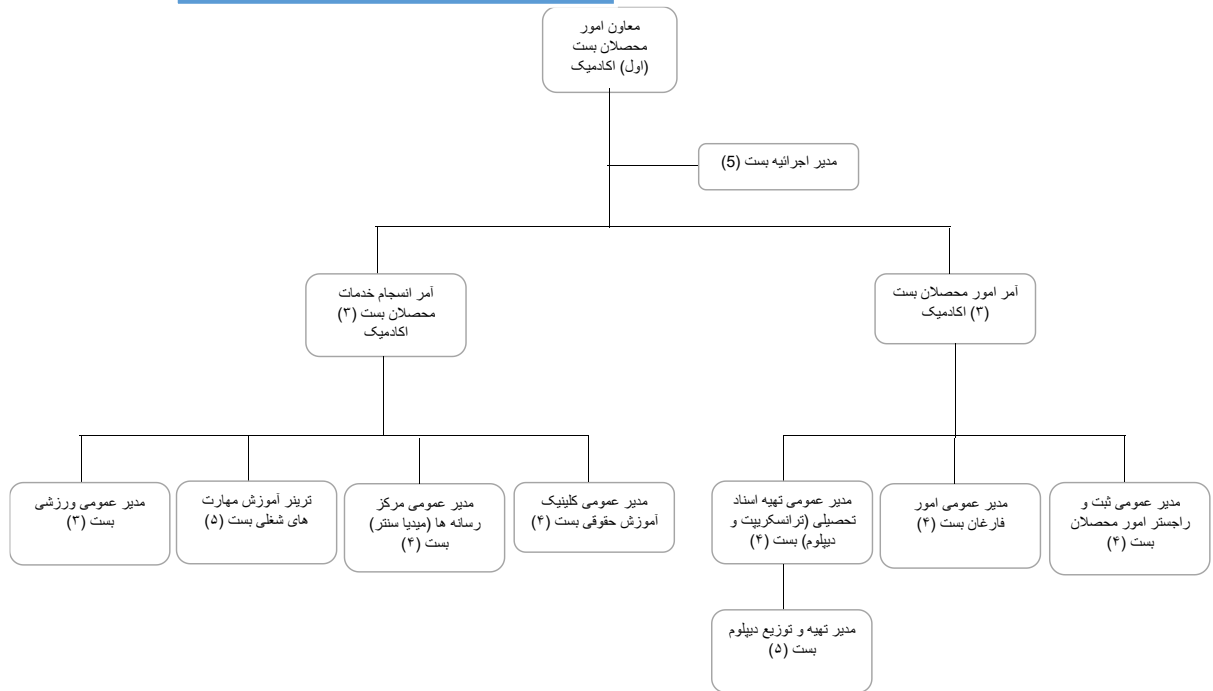 معاون امور
محصلان بست
(اول) اکادمیک
مدیر اجرائیه بست (5)
آمر امور محصلان بست
(۳) اکادمیک
آمر انسجام خدمات
محصلان بست (۳)
اکادمیک
مدیر عمومی ثبت و
راجستر امور محصلان
بست (۴)
مدیر عمومی امور
فارغان بست (۴)
مدیر عمومی تهیه اسناد
تحصیلی (ترانسکریپت و
دیپلوم) بست (۴)
مدیر عمومی کلینیک
آموزش حقوقی بست (۴)
مدیر عمومی مرکز
رسانه ها (میدیا سنتر)
بست (۴)
ترینر آموزش مهارت
های شغلی بست (۵)
مدیر عمومی ورزشی
بست (۳)
مدیر تهیه و توزیع دیپلوم
بست (۵)